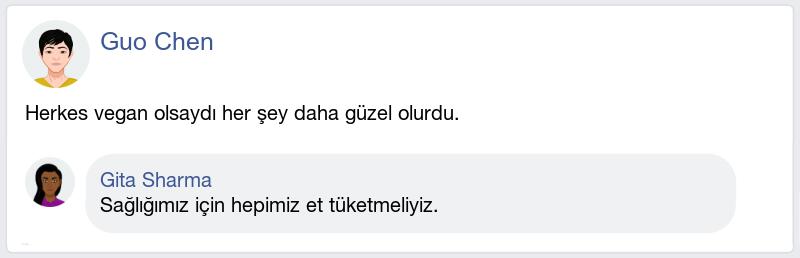 Guo Chen
Herkes vegan olsaydı her şey daha güzel olurdu.
Gita Sharma
Sağlığımız için hepimiz et tüketmeliyiz.